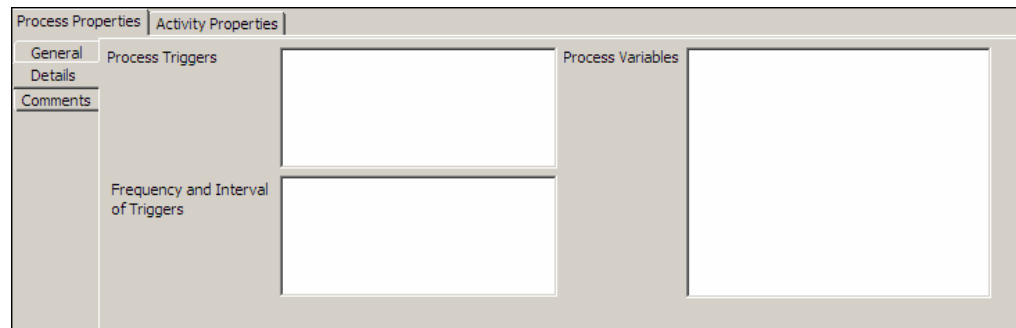 Process Properties
Activity Properties
General
Details
Comments
Process Triggers
Process Variables
Frequency and Interval
of Triggers